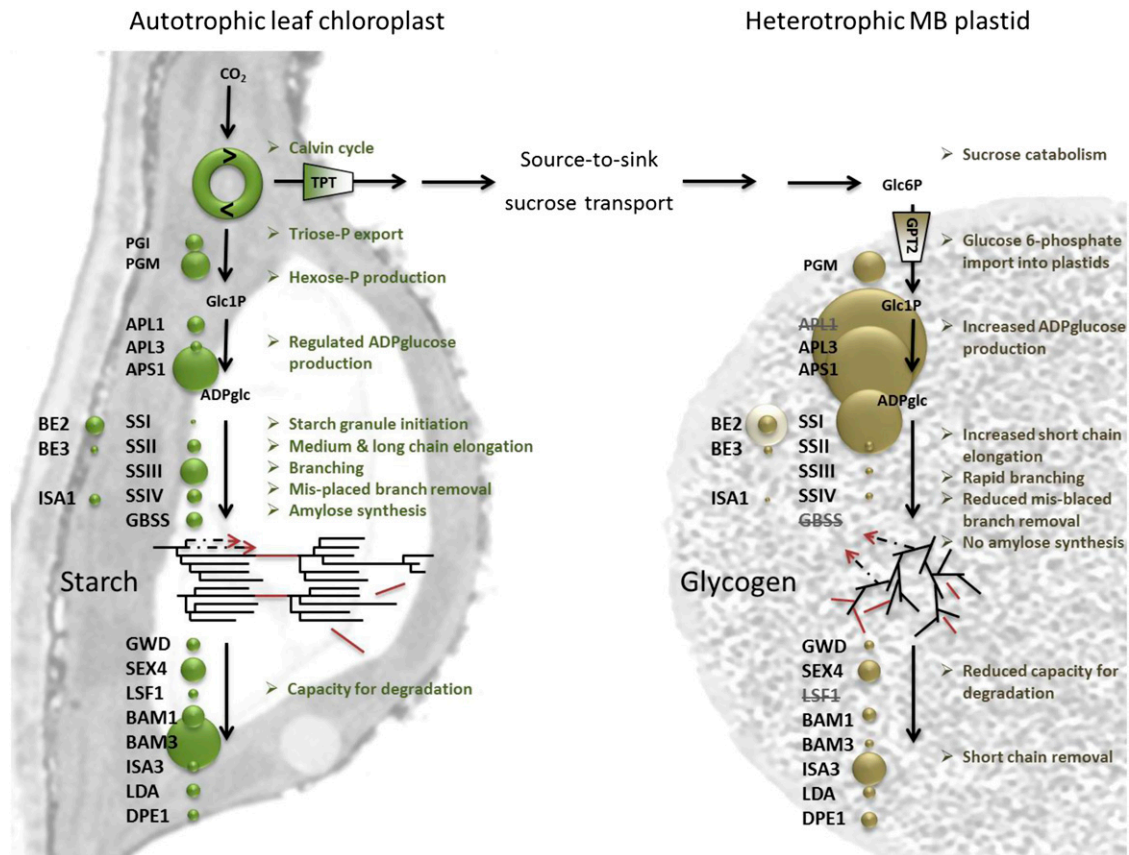 Autotrophic leaf chloroplast
Heterotrophic MB plastid
CO2
➢ Calvin cycle
TPT
Source-to-sink
sucrose transport
➢ Sucrose catabolism
Glc6P
GPT2
➢ Triose-P export
➢ Glucose 6-phosphate
import into plastids
PGI
PGM
➢ Hexose-P production
Glc1P
PGM
Glc1P
APL1
APL3
APS1
➢ Regulated ADPglucose
production
ADPglc
APL1
APL3
APS1
➢ Increased ADPglucose
production
ADPglc
BE2
BE3
ISA1
SSI
SSII
SSIII
SSIV
GBSS
➢ Starch granule initiation
➢ Medium & long chain elongation
➢ Branching
➢ Mis-placed branch removal
➢ Amylose synthesis
BE2
BE3
ISA1
SSI
SSII
SSIII
SSIV
GBSS
➢ Increased short chain
elongation
➢ Rapid branching
➢ Reduced mis-blaced
branch removal
➢ No amylose synthesis
Starch
Glycogen
GWD
SEX4
LSF1
BAM1
BAM3
ISA3
LDA
DPE1
➢ Capacity for degradation
GWD
SEX4
LSF1
BAM1
BAM3
ISA3
LDA
DPE1
➢ Reduced capacity for
degradation
➢ Short chain removal